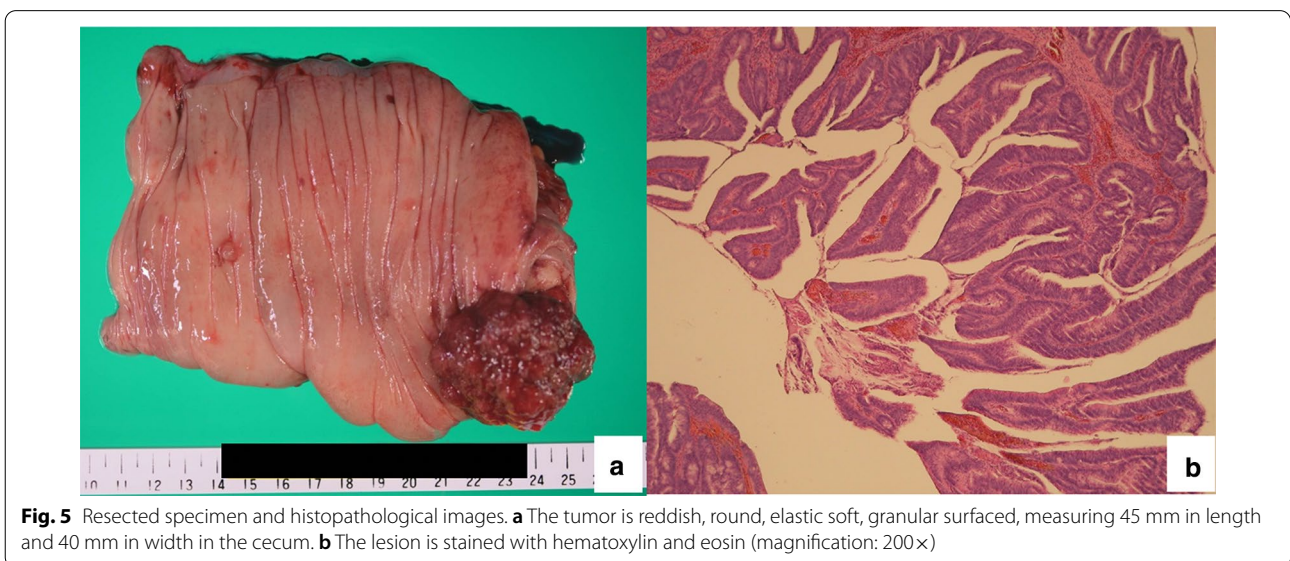 10 11 12 13 14 15 16 17 18 19 20 21 22 23 24 25
a
b
Fig. 5 Resected specimen and histopathological images. a The tumor is reddish, round, elastic soft, granular surfaced, measuring 45 mm in length
and 40 mm in width in the cecum. b The lesion is stained with hematoxylin and eosin (magnification: 200×)